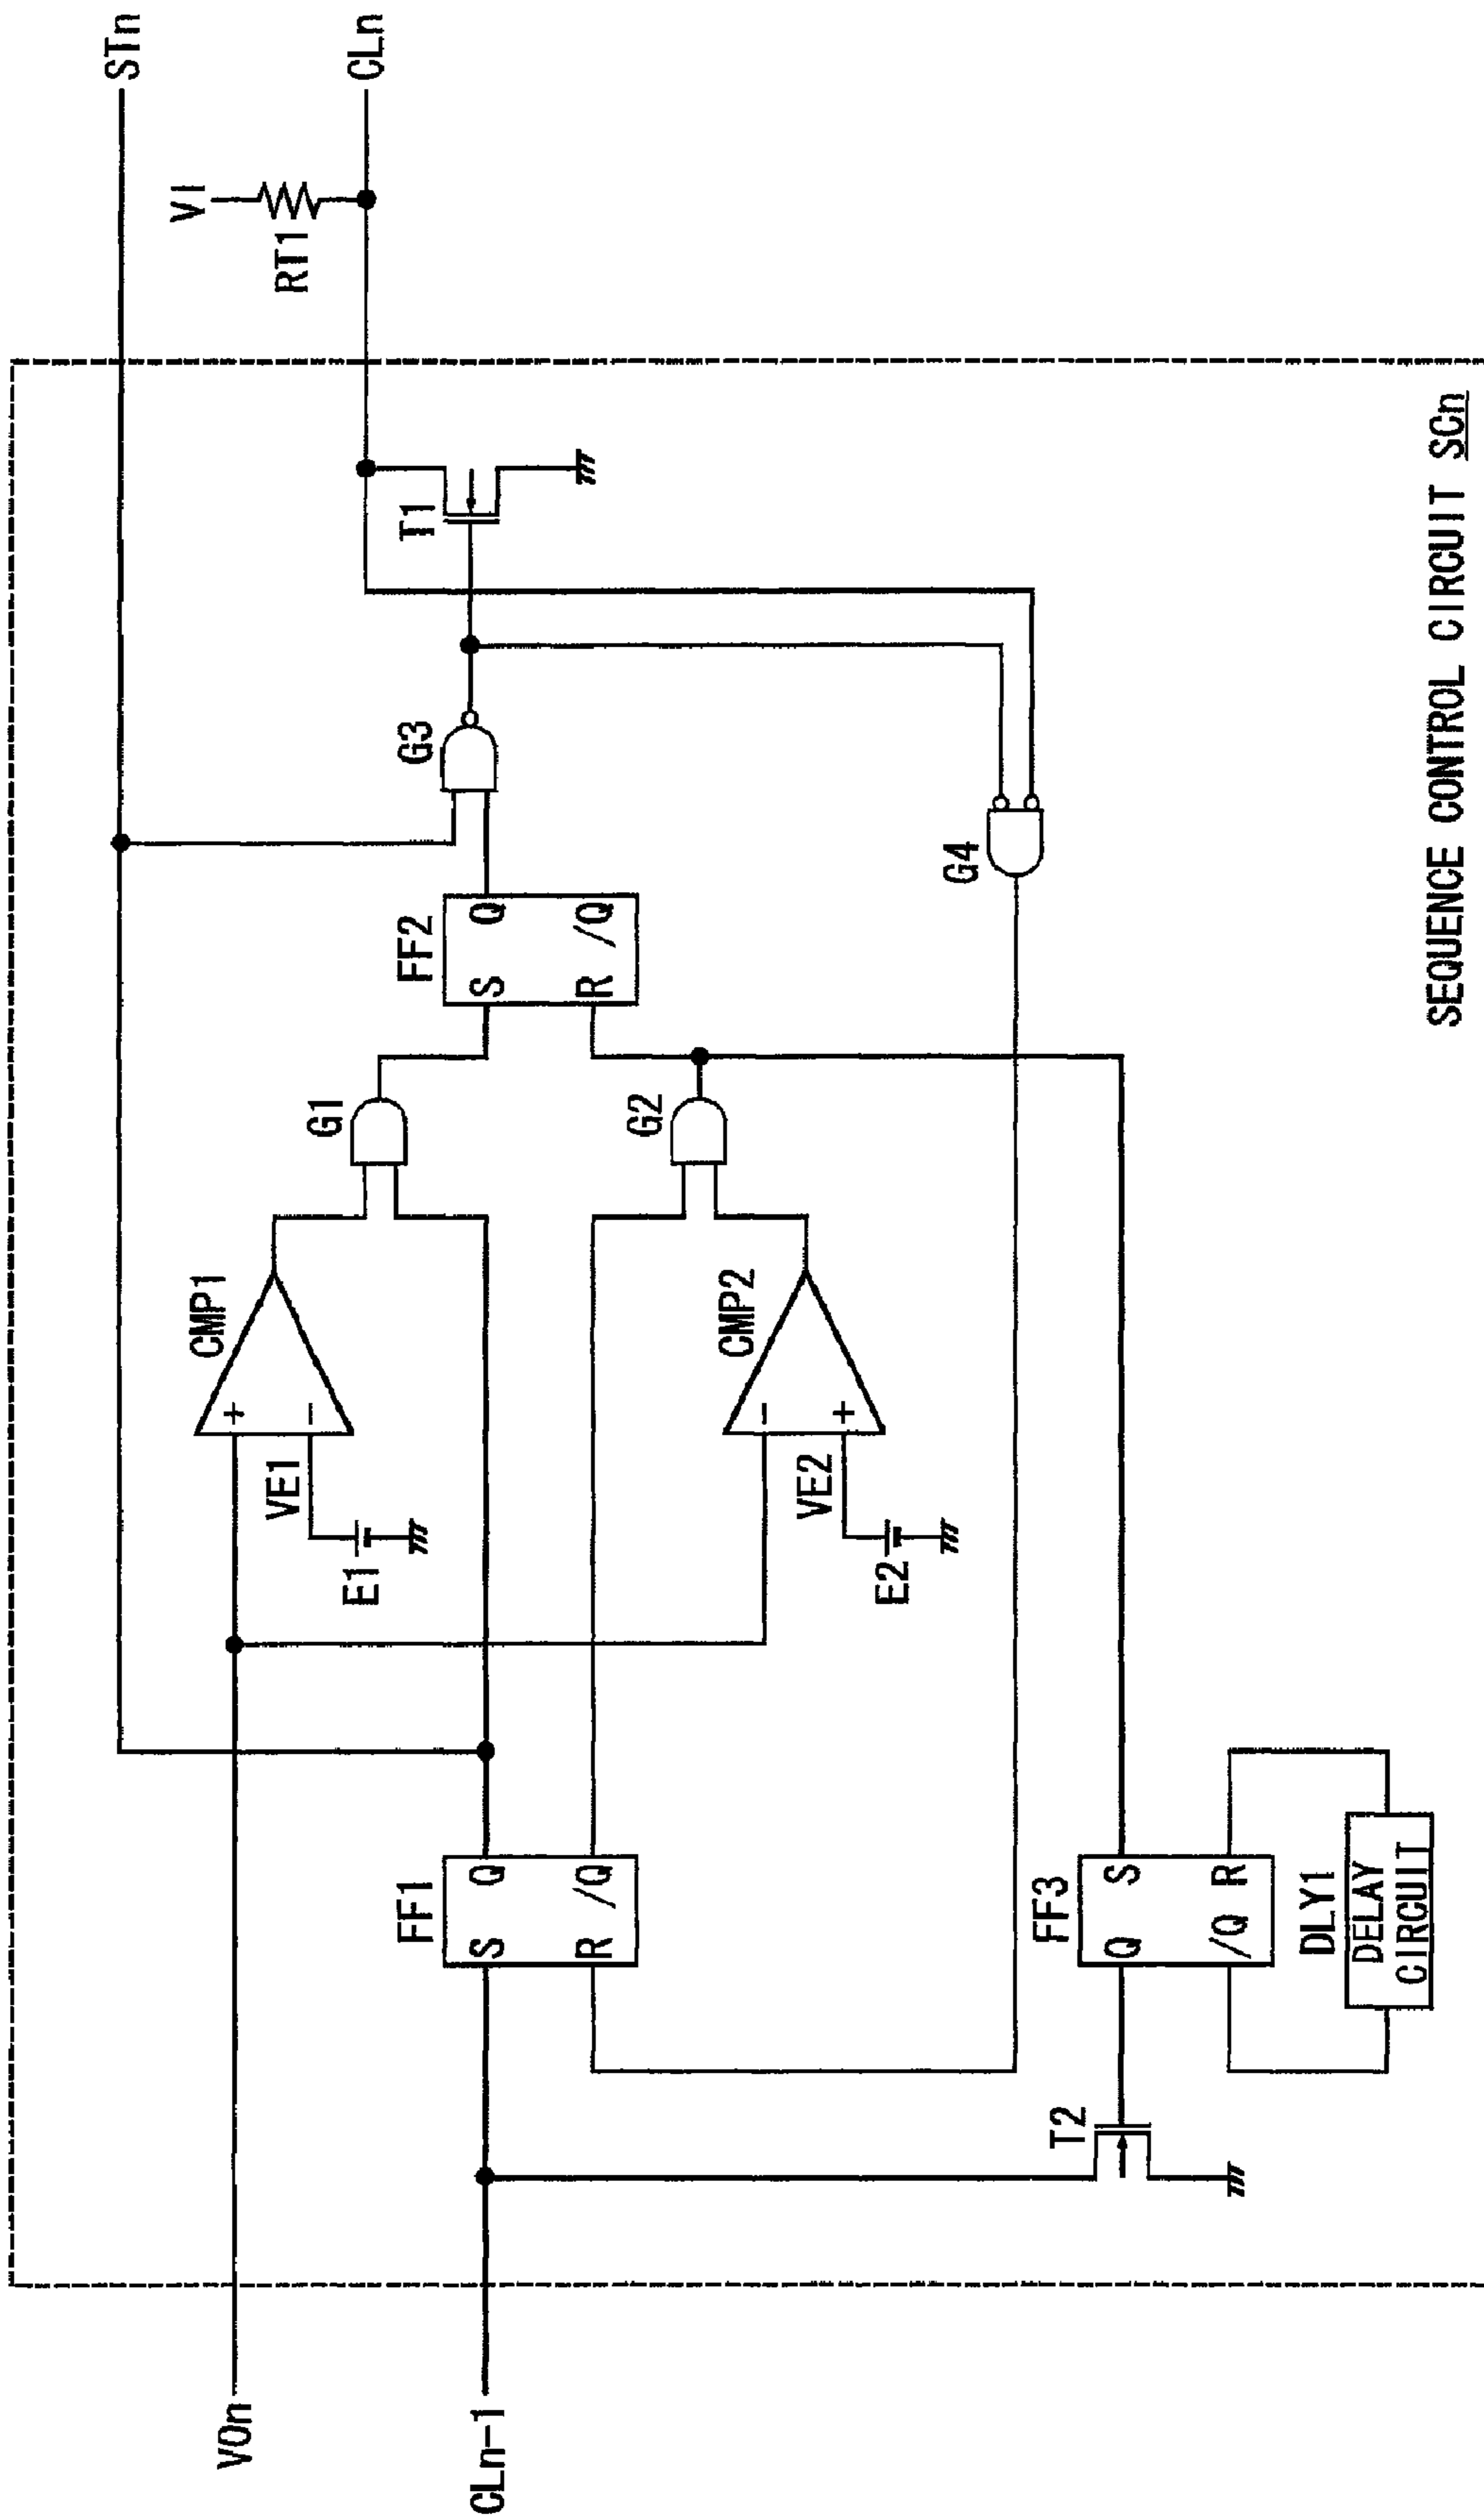 STn
VI
RT1
CLn
T1
G3
FF2
S
Q
R
/Q
G1
G2
G4
CMP1
+
-
VE1
E1
CMP2
-
+
VE2
E2
FF1
S
Q
R
/Q
FF3
Q
S
/Q
R
DLY1
DELAY
CIRCUIT
T2
VOn
CLn-1
SEQUENCE CONTROL CIRCUIT SCn